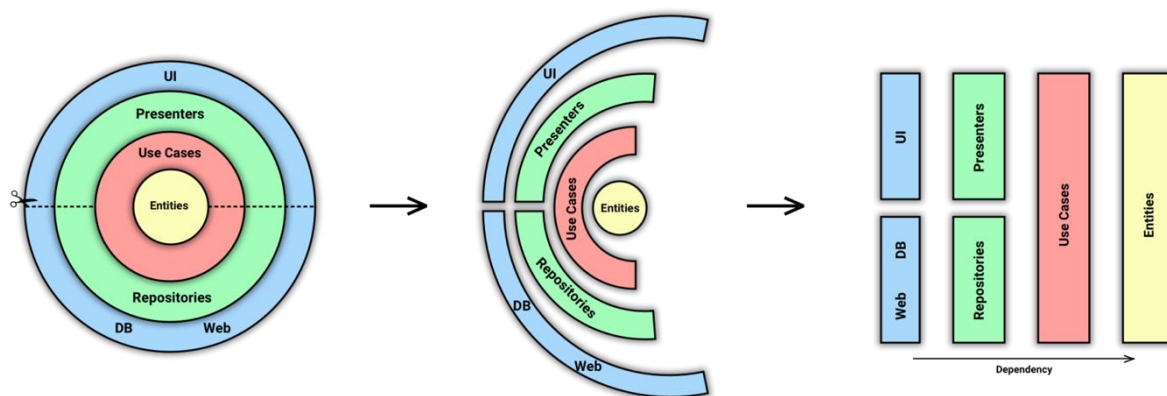 UI
Presenters
Use Cases
Entities
Repositories
DB Web
UI
Presenters
Use Cases
Entities
Repositories
DB
Web
UI
Presenters
Web DB
Repositories
Use Cases
Entities
Dependency